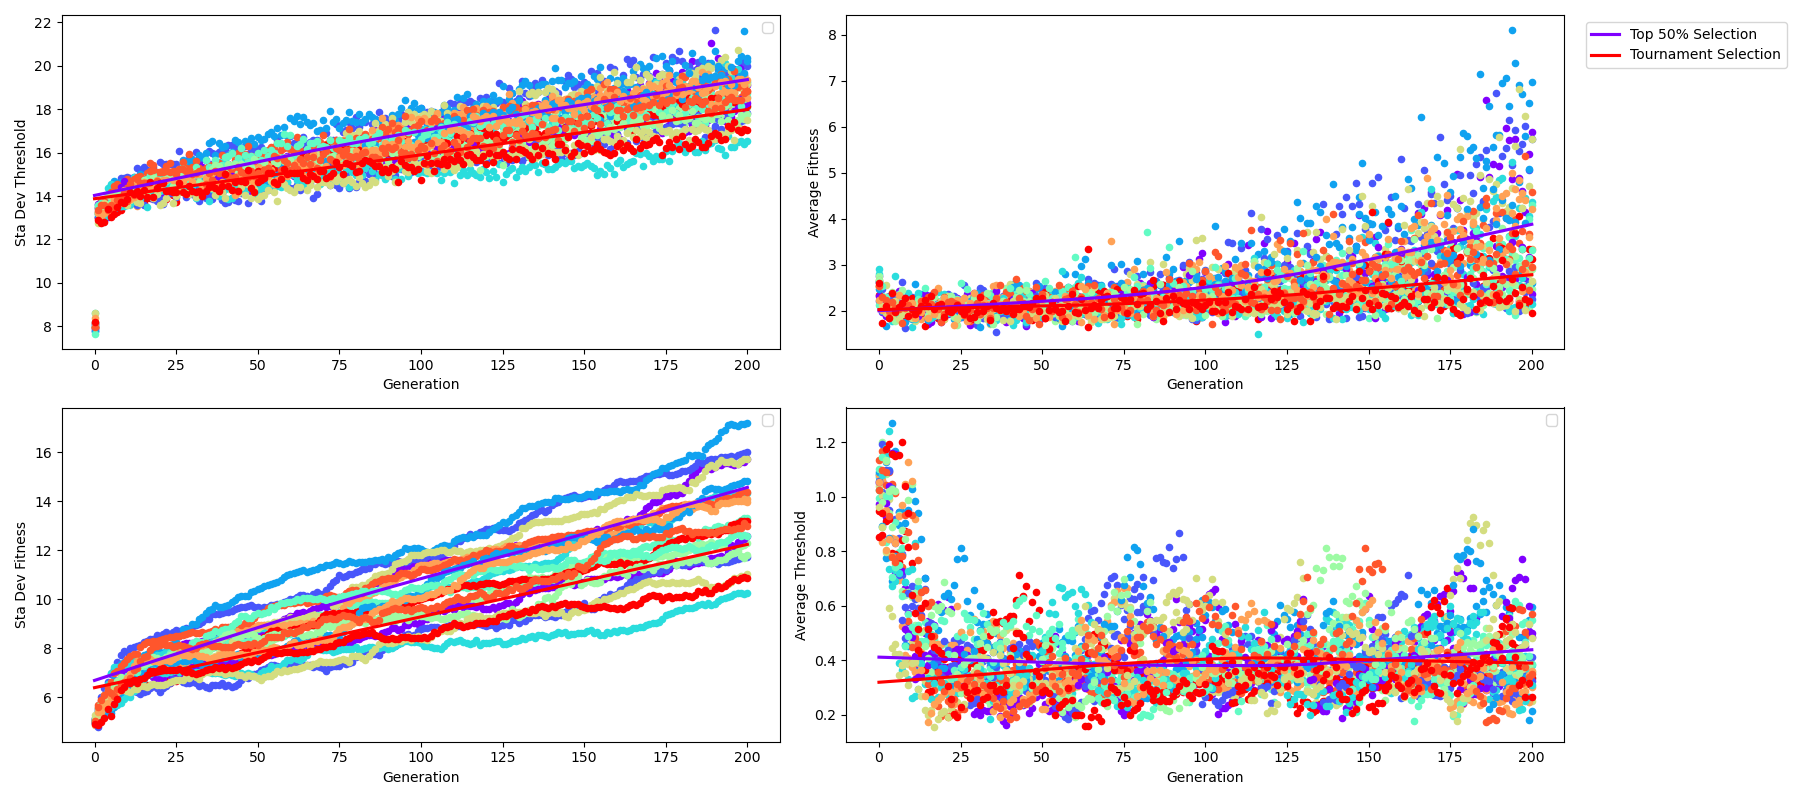 22
20
18
16
14
12
10
8
Sta Dev Threshold
0 25 50 75 100 125 150 175 200
Generation
8
7
6
5
4
3
2
Average Fitness
0 25 50 75 100 125 150 175 200
Generation
Top 50% Selection
Tournament Selection
16
14
12
10
8
6
Sta Dev Fitness
0 25 50 75 100 125 150 175 200
Generation
1.2
1.0
0.8
0.6
0.4
0.2
Average Threshold
0 25 50 75 100 125 150 175 200
Generation